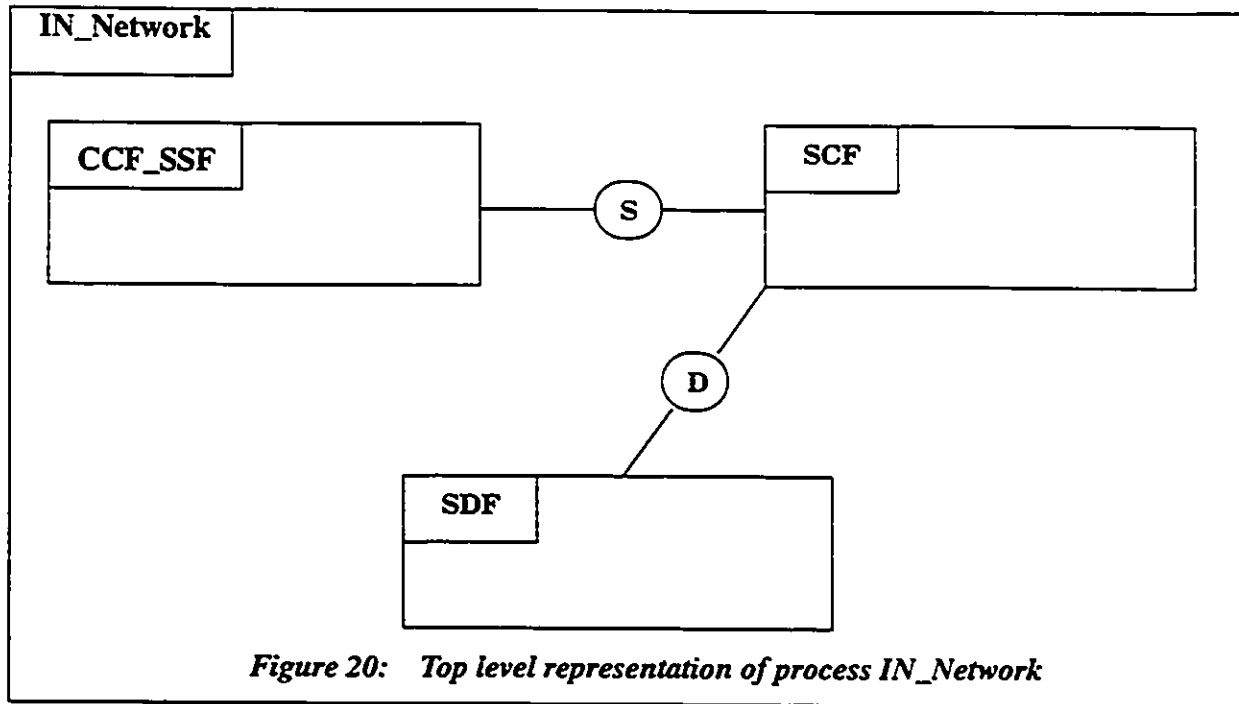 IN_Network
CCF_SSF
SCF
S
D
SDF
Figure 20: Top level representation of process IN_Network